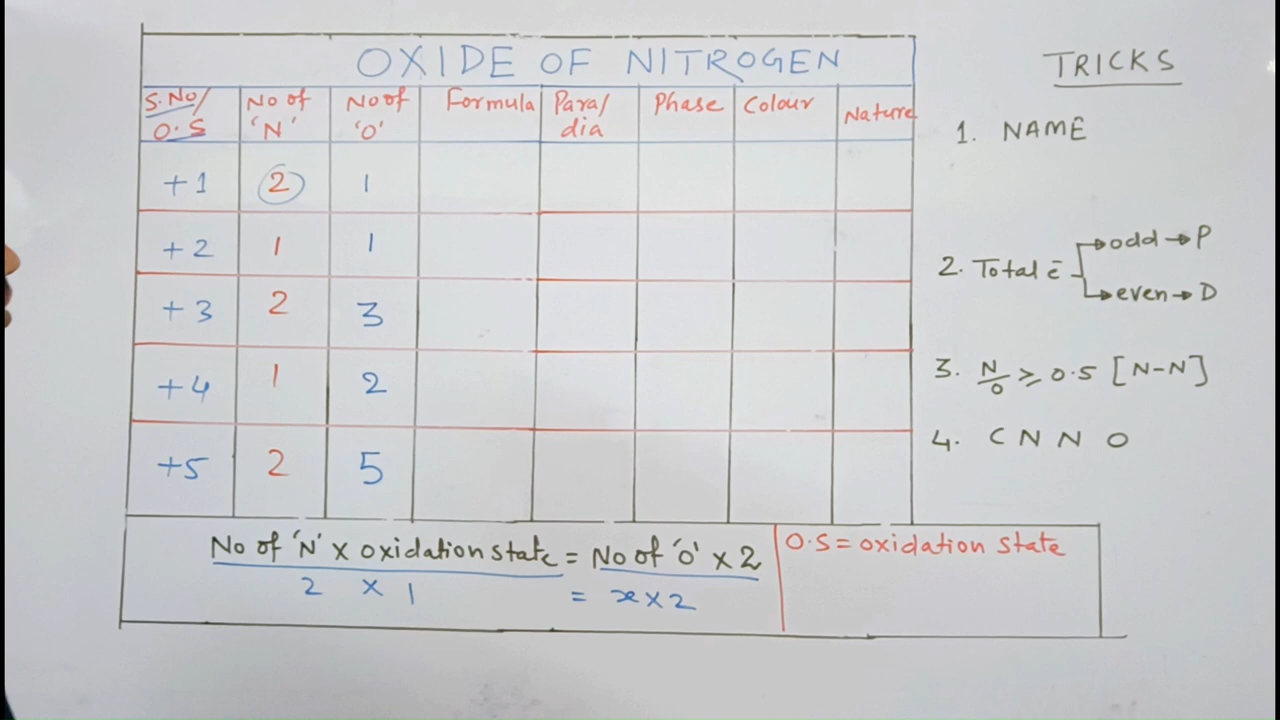 OXIDE OF NITROGEN
TRICKS
S.No/ O.S No of 'N' No of 'O' Formula Para/dia Phase Colour Nature
+1 2 1
+2 1 1
+3 2 3
+4 1 2
+5 2 5
1. NAME
2. Total ē odd → P
even → D
3. N/O ≥ 0.5 [N-N]
4. C N N O
No of 'N' x oxidation state = No of 'O' x 2
2 x 1 = x x 2
O.S = oxidation state